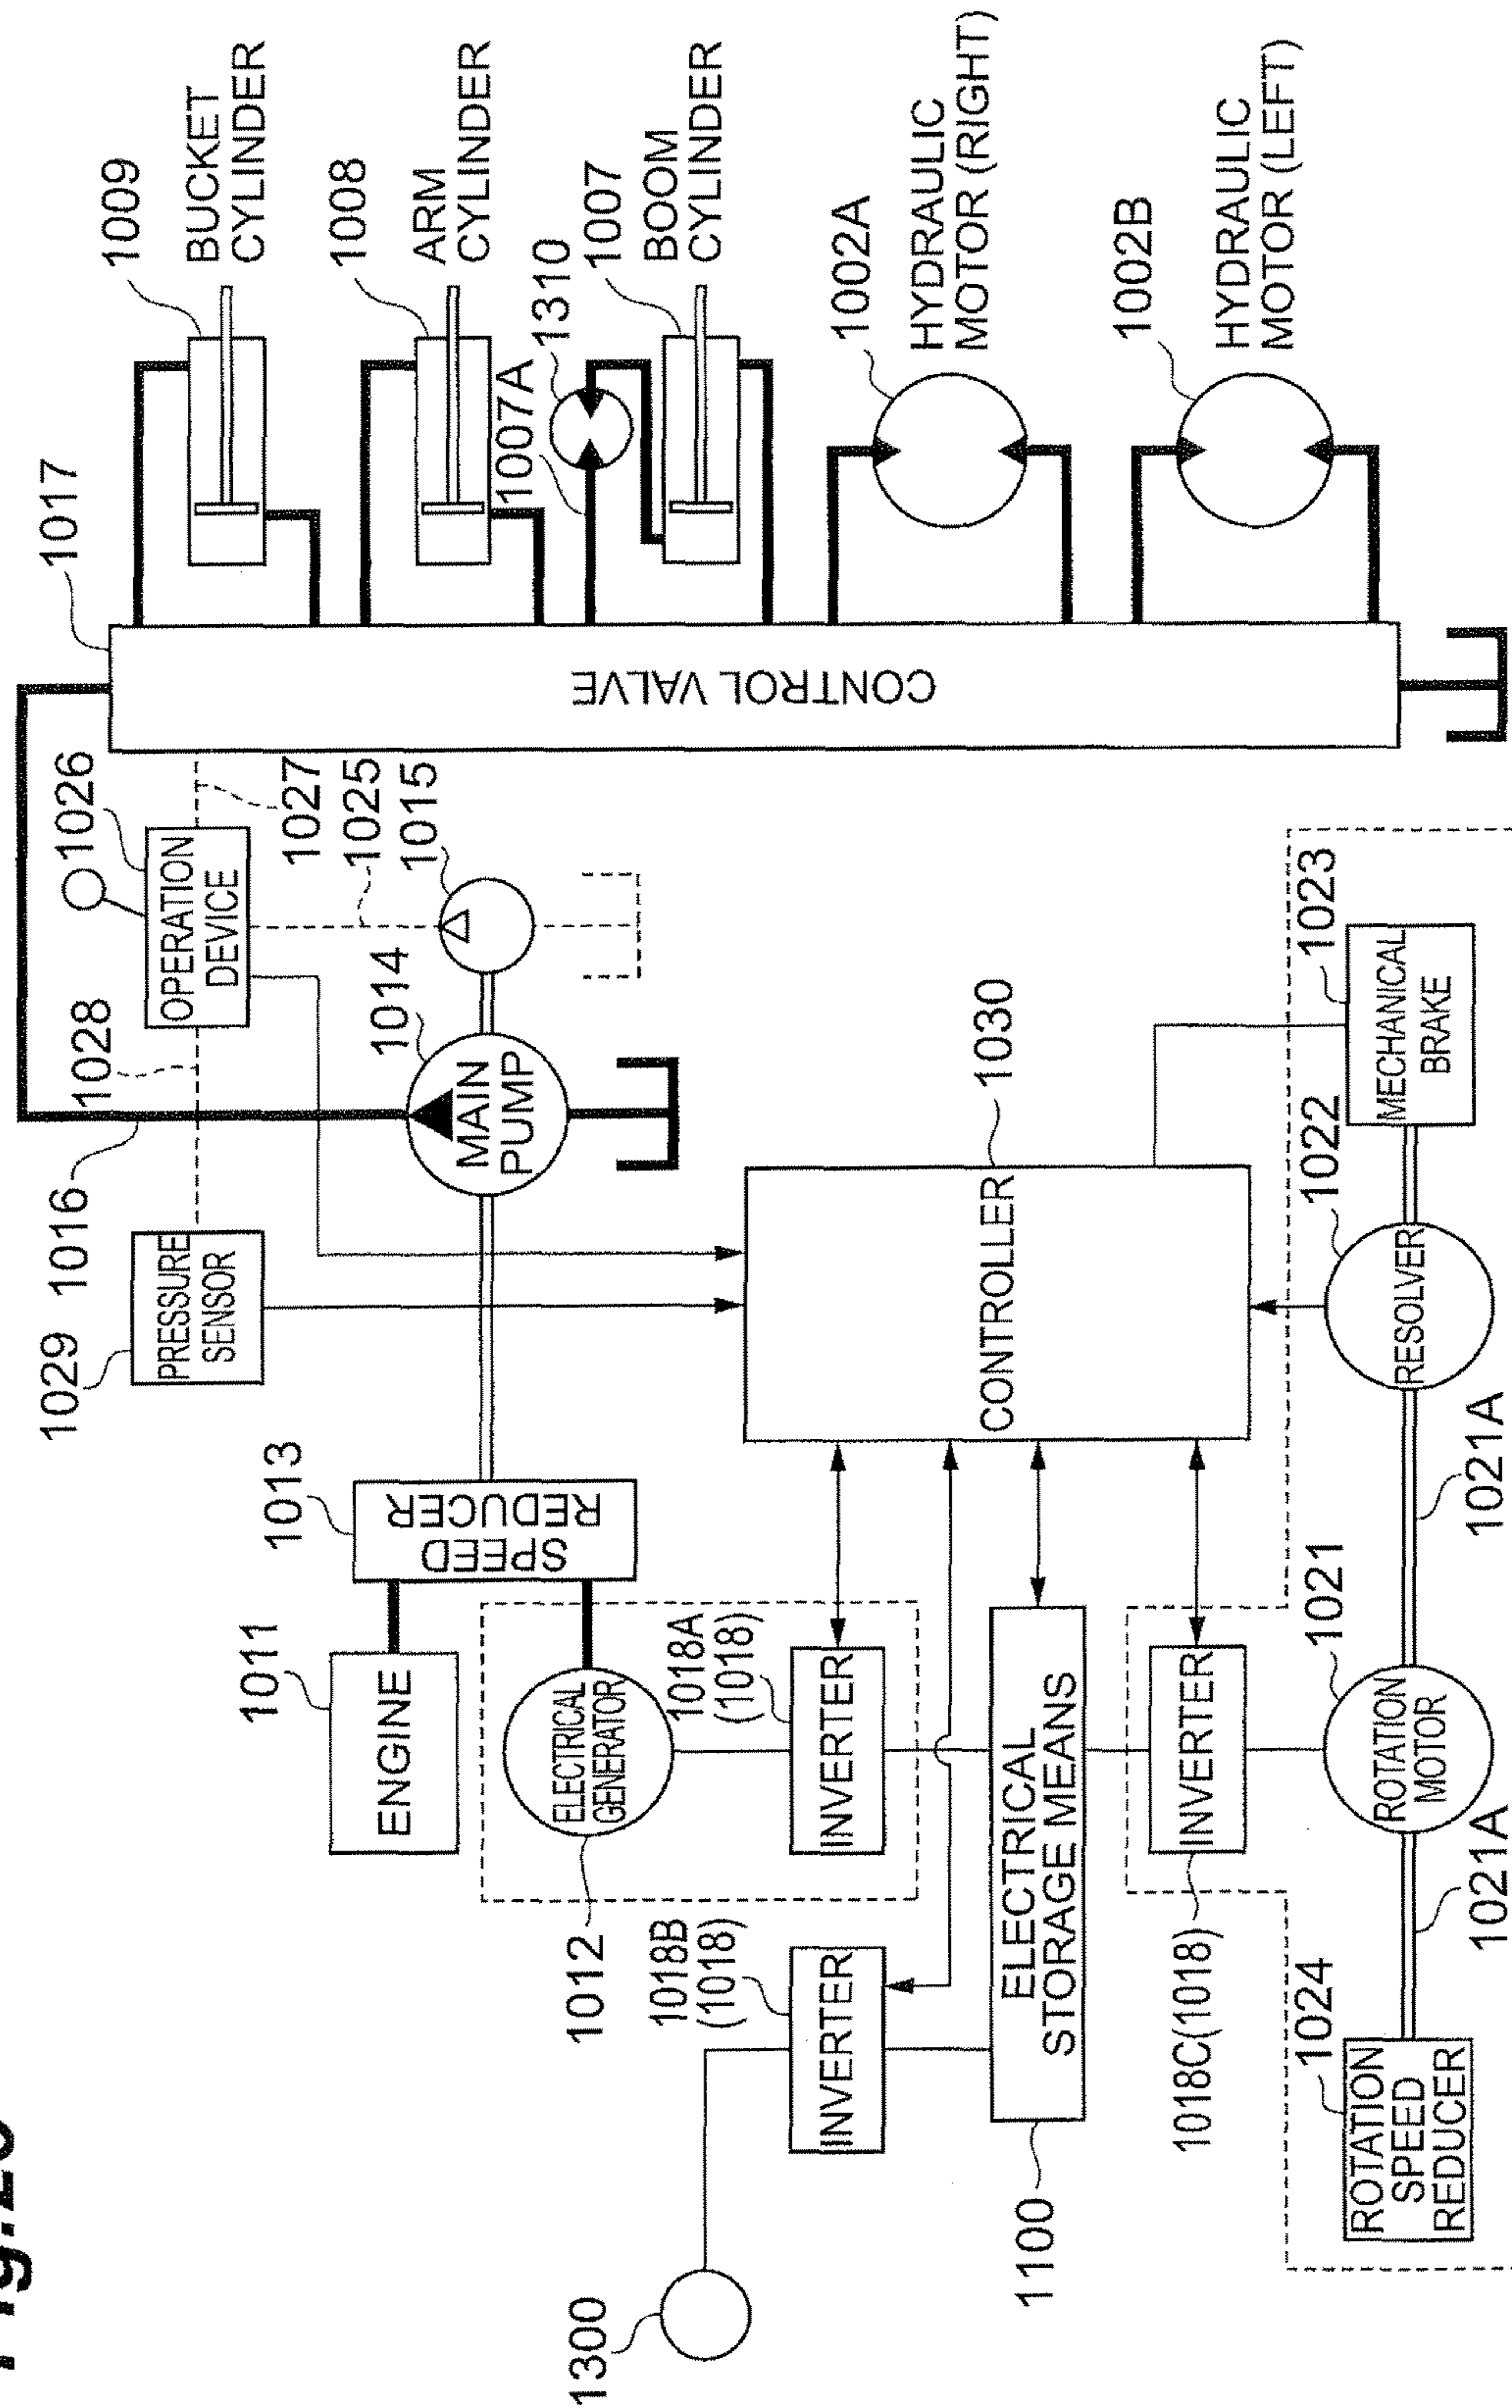 1009
BUCKET
CYLINDER
1008
ARM
CYLINDER
1310
1007A
1007
BOOM
CYLINDER
1002A
HYDRAULIC
MOTOR (RIGHT)
1002B
HYDRAULIC
MOTOR (LEFT)
1017
CONTROL VALVE
1026
OPERATION
DEVICE
1027
1025
1015
1028
1014
MAIN
PUMP
1016
1029
PRESSURE
SENSOR
1030
CONTROLLER
1023
MECHANICAL
BRAKE
1022
RESOLVER
1021A
1013
SPEED
REDUCER
1011
ENGINE
1012
ELECTRICAL
GENERATOR
1018A
(1018)
INVERTER
1018B
(1018)
INVERTER
ELECTRICAL
STORAGE MEANS
1100
INVERTER
1018C(1018)
1021
ROTATION
MOTOR
1021A
1024
ROTATION
SPEED
REDUCER
1300